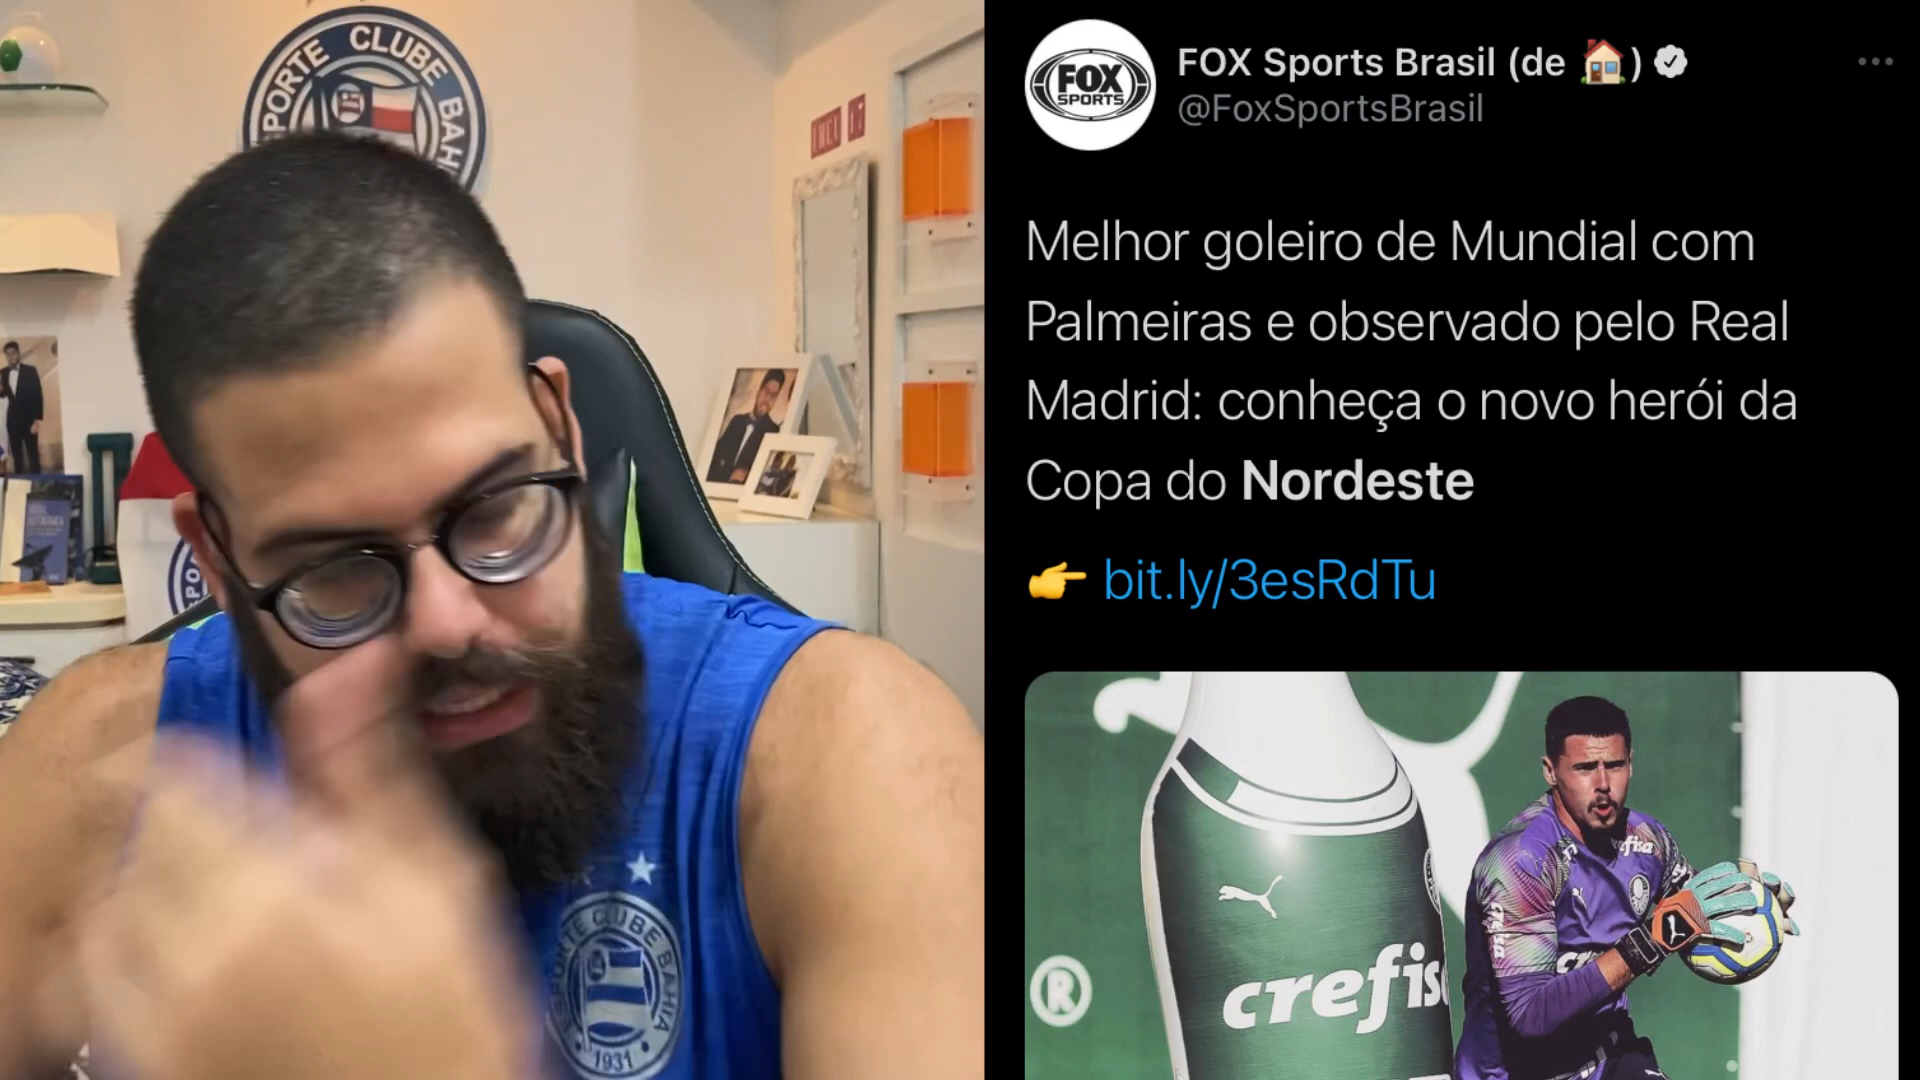 ESPORTE CLUBE BAHIA
ESPORTE CLUBE BAHIA
1931
FOX
SPORTS
FOX Sports Brasil (de 🏠)
@FoxSportsBrasil
Melhor goleiro de Mundial com
Palmeiras e observado pelo Real
Madrid: conheça o novo herói da
Copa do Nordeste
👉 bit.ly/3esRdTu
crefis
®
efisa